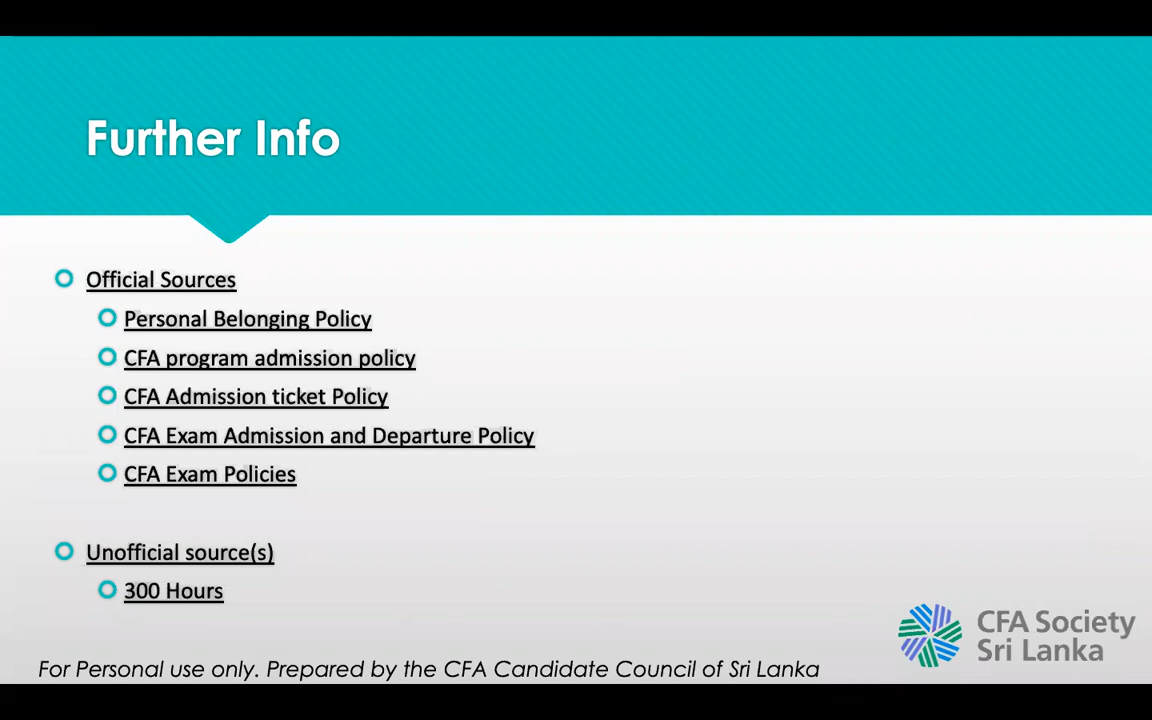 Further Info
Official Sources
Personal Belonging Policy
CFA program admission policy
CFA Admission ticket Policy
CFA Exam Admission and Departure Policy
CFA Exam Policies
Unofficial source(s)
300 Hours
CFA Society
Sri Lanka
For Personal use only. Prepared by the CFA Candidate Council of Sri Lanka